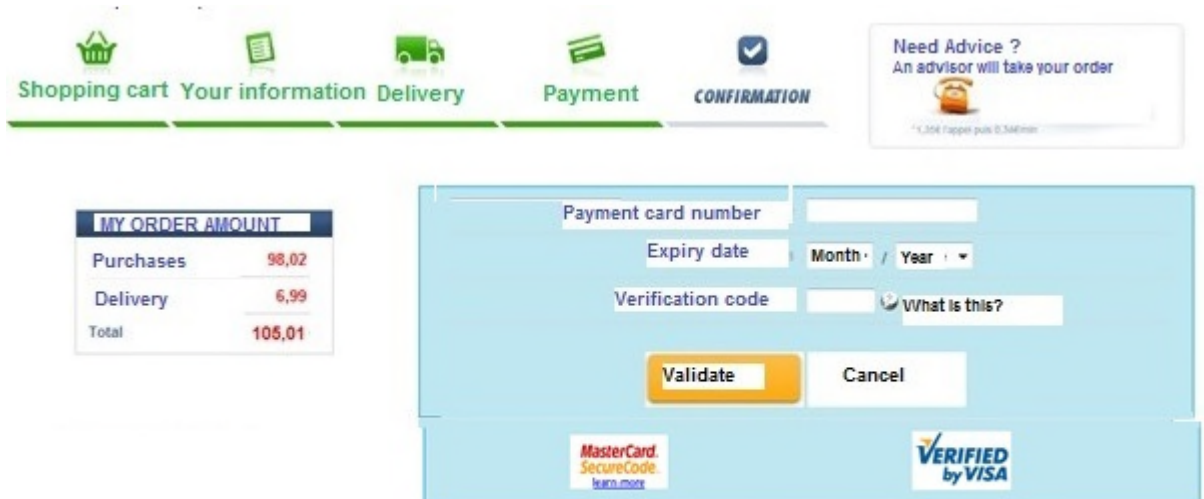 Shopping cart Your information Delivery Payment CONFIRMATION
Need Advice ?
An advisor will take your order
MY ORDER AMOUNT
Purchases 98,02
Delivery 6,99
Total 105,01
Payment card number
Expiry date Month / Year
Verification code What is this?
Validate Cancel
MasterCard.
SecureCode.
learn more
VERIFIED
by VISA